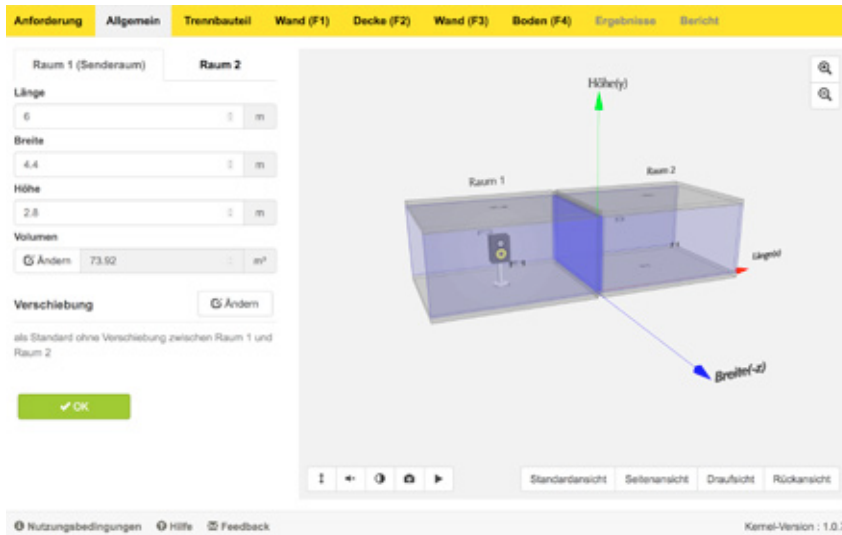 Anforderung Allgemein Trennbauteil Wand (F1) Decke (F2) Wand (F3) Boden (F4) Ergebnisse Bericht
Raum 1 (Senderaum) Raum 2
Länge
6 m
Breite
4.4 m
Höhe
2.8 m
Volumen
Ändern 73.92 m³
Verschiebung Ändern
als Standard ohne Verschiebung zwischen Raum 1 und
Raum 2
OK
Höhe(y)
Raum 2
Raum 1
Länge(x)
Breite(-z)
Standardansicht Seitenansicht Draufsicht Rückansicht
Nutzungsbedingungen Hilfe Feedback
Kernel-Version : 1.0.